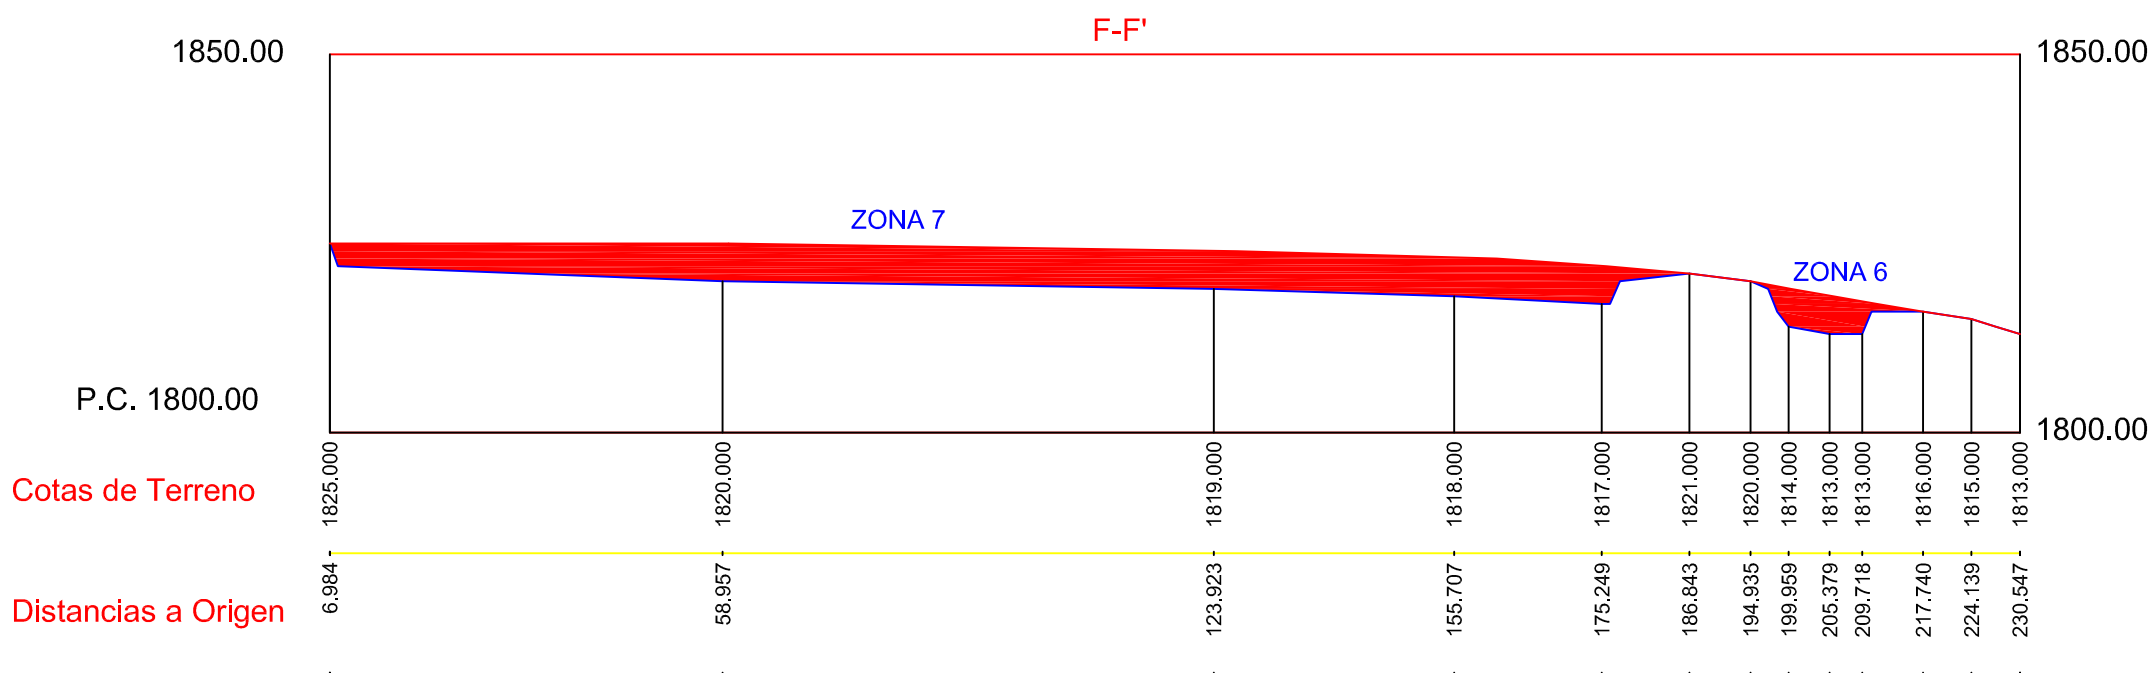 F-F'
1850.00 1850.00
ZONA 7
ZONA 6
P.C. 1800.00
1800.00
Cotas de Terreno 1825.000 1820.000 1819.000 1818.000 1817.000 1821.000 1820.000 1814.000 1813.000 1813.000 1816.000 1815.000 1813.000
Distancias a Origen 6.984 58.957 123.923 155.707 175.249 186.843 194.935 199.959 205.379 209.718 217.740 224.139 230.547